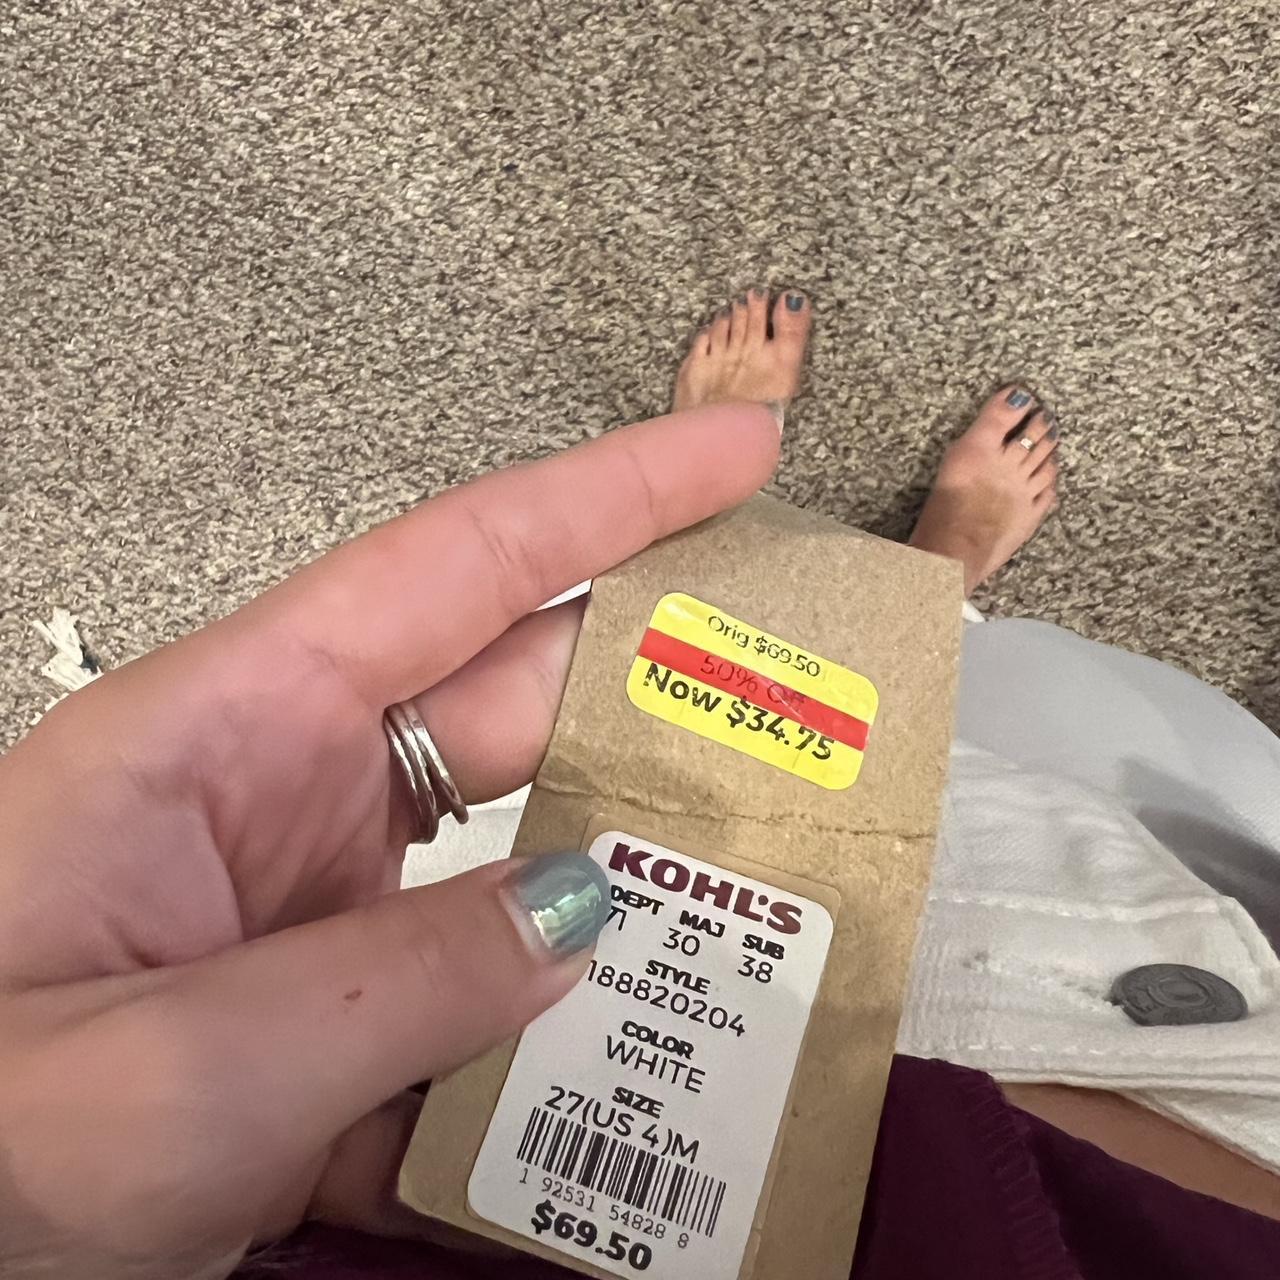 Orig $69.50
50% Off
Now $34.75
KOHL'S
DEPT MAJ SUB
71 30 38
STYLE
188820204
COLOR
WHITE
SIZE
27(US 4)M
1 92531 54828 8
$69.50